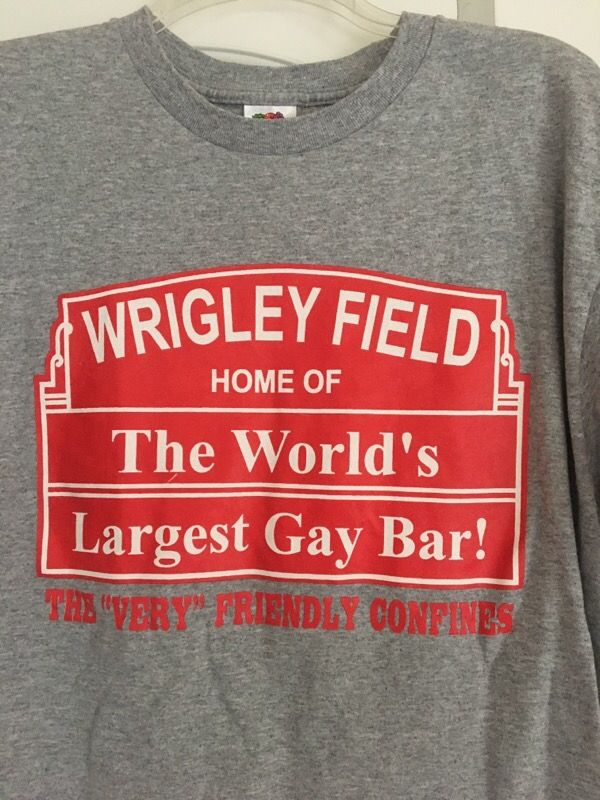 WRIGLEY FIELD
HOME OF
The World's
Largest Gay Bar!
THE "VERY" FRIENDLY CONFINES